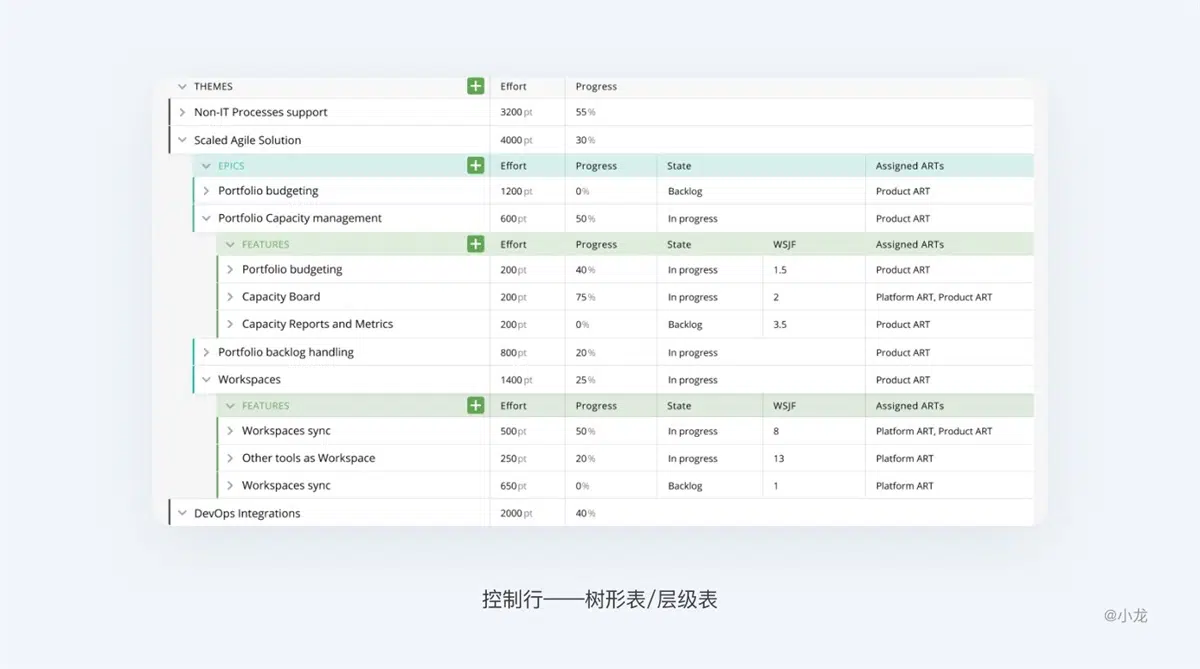 THEMES Effort Progress
Non-IT Processes support 3200 pt 55%
Scaled Agile Solution 4000 pt 30%
EPICS Effort Progress State Assigned ARTs
Portfolio budgeting 1200 pt 0% Backlog Product ART
Portfolio Capacity management 600 pt 50% In progress Product ART
FEATURES Effort Progress State WSJF Assigned ARTs
Portfolio budgeting 200 pt 40% In progress 1.5 Product ART
Capacity Board 200 pt 75% In progress 2 Platform ART, Product ART
Capacity Reports and Metrics 200 pt 0% Backlog 3.5 Product ART
Portfolio backlog handling 800 pt 20% In progress Product ART
Workspaces 1400 pt 25% In progress Product ART
FEATURES Effort Progress State WSJF Assigned ARTs
Workspaces sync 500 pt 50% In progress 8 Platform ART, Product ART
Other tools as Workspace 250 pt 20% In progress 13 Platform ART
Workspaces sync 650 pt 0% Backlog 1 Platform ART
DevOps Integrations 2000 pt 40%
控制行——树形表/层级表
@小龙